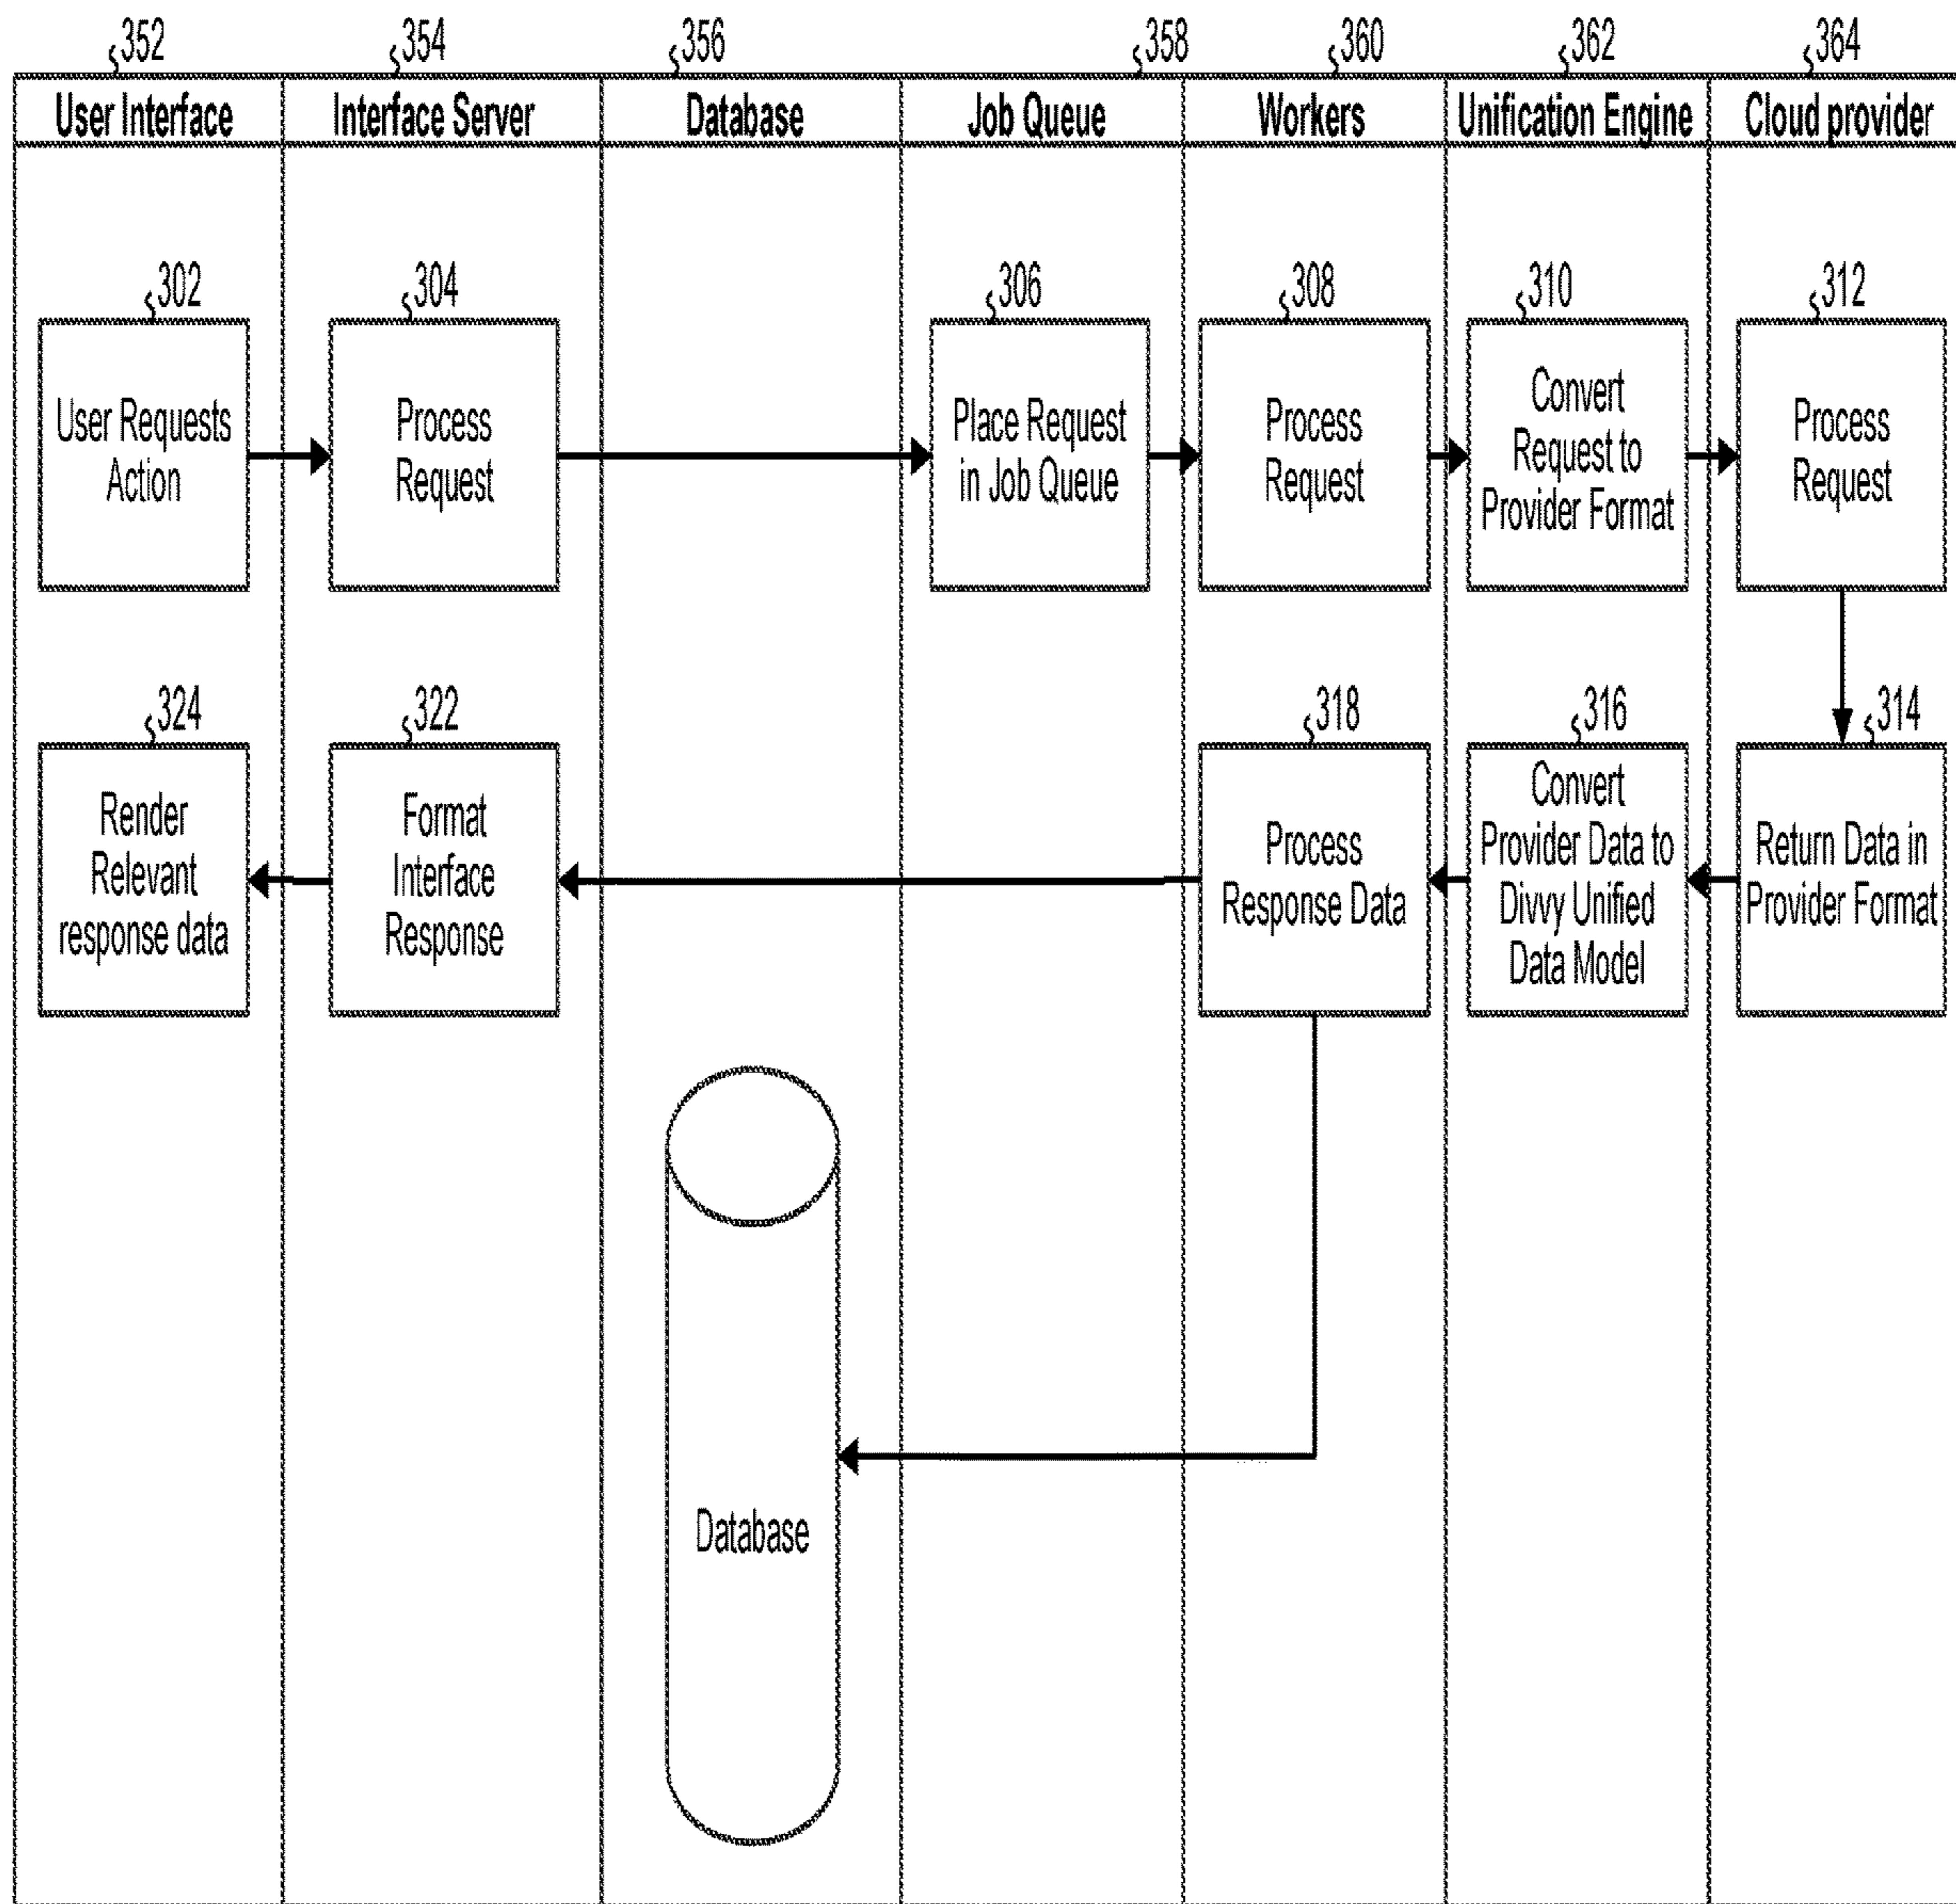 352 354 356 358 360 362 364
User Interface Interface Server Database Job Queue Workers Unification Engine Cloud provider
302 304 306 308 310 312
User Requests
Action
Process
Request
Place Request
in Job Queue
Process
Request
Convert
Request to
Provider Format
Process
Request
324 322 318 316 314
Render
Relevant
response data
Format
Interface
Response
Process
Response Data
Convert
Provider Data to
Divvy Unified
Data Model
Return Data in
Provider Format
Database